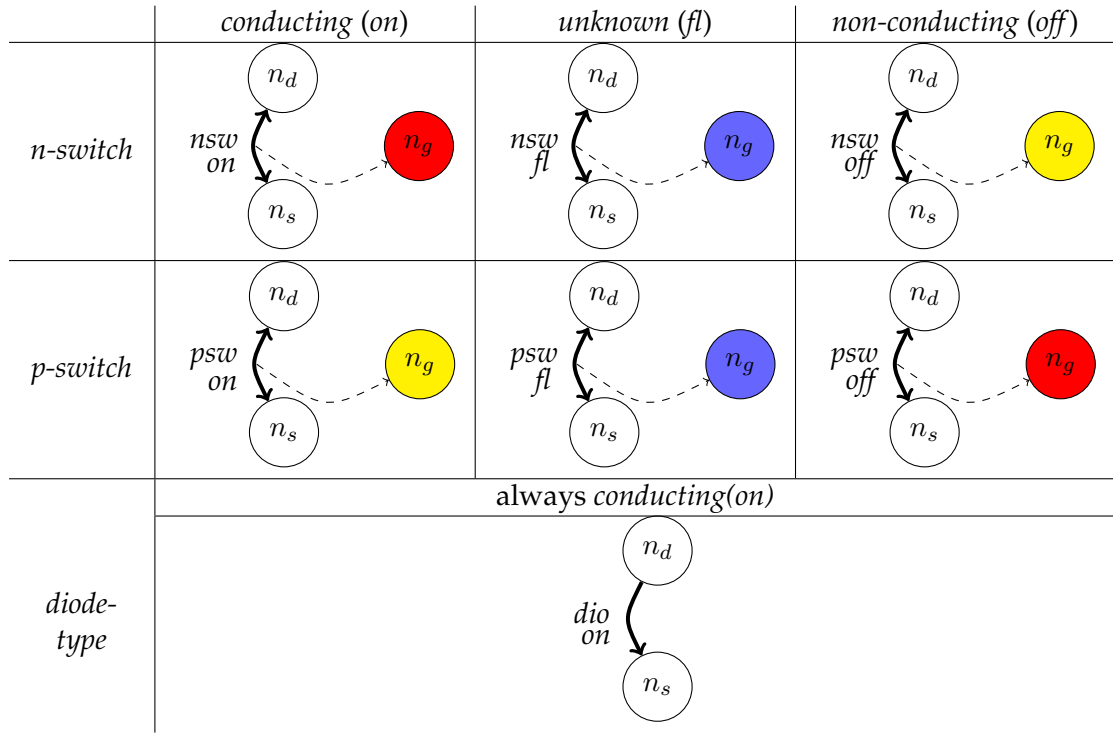 conducting (on) unknown (fl) non-conducting (off)
n_d n_d n_d
n-switch nsw on n_g nsw fl n_g nsw off n_g
n_s n_s n_s
n_d n_d n_d
p-switch psw on n_g psw fl n_g psw off n_g
n_s n_s n_s
always conducting(on)
n_d
diode-
type
dio
on
n_s